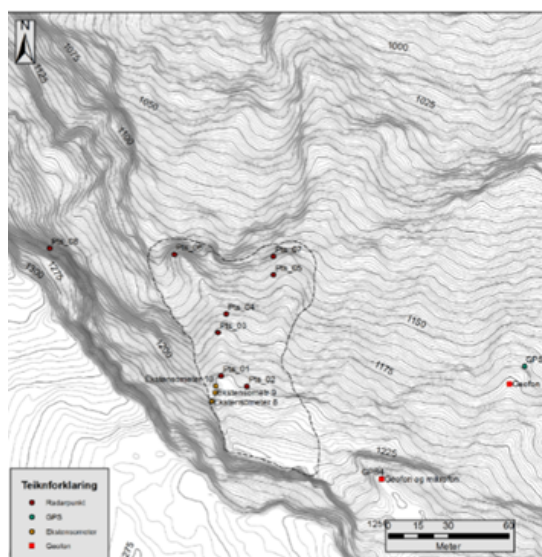 N
1000
1075
1125
1025
1050
1100
Pts_08
Pts_07
1300
1275
Pts_04
Pts_03
1150
1250
GPS
1175
Pts_01
Ekstensometer 10
Pts_02
Geofon
Ekstensometer 9
Ekstensometer 8
1225
Geofon og mikrofon
Teiknforklaring
Radarpunkt
GPS
Ekstensometer
Geofon
0 15 30 60
Meter